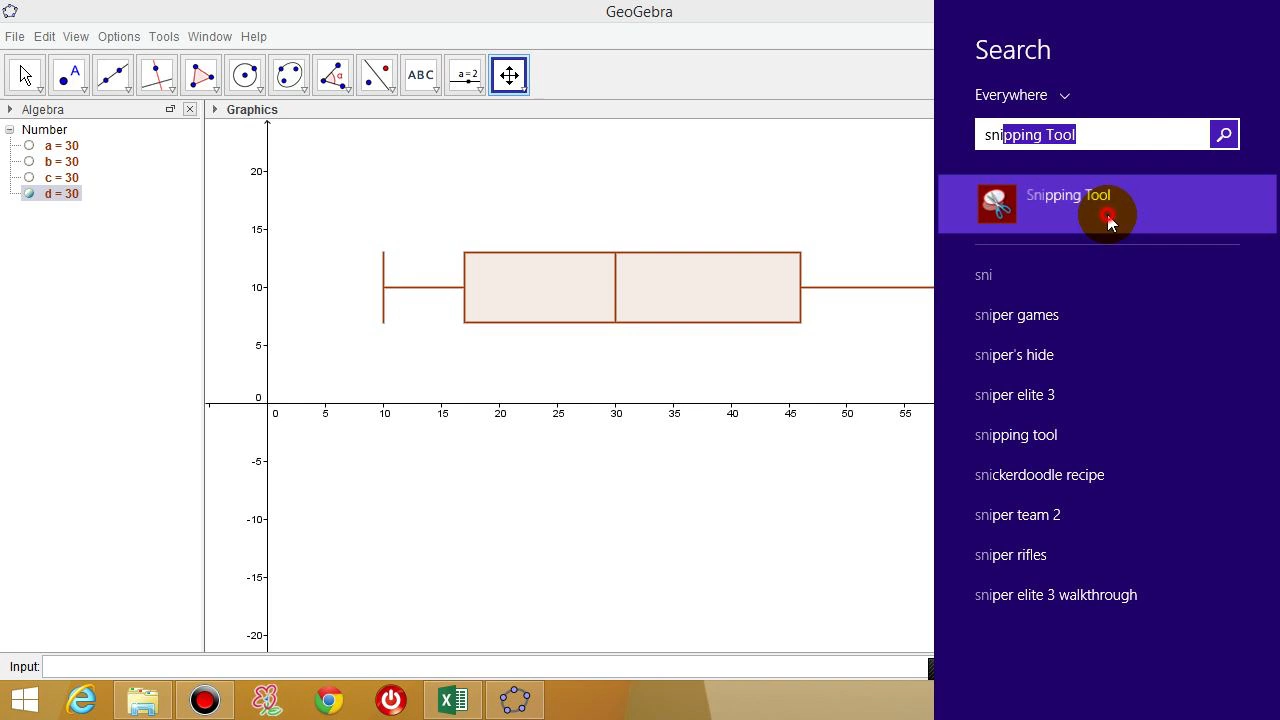 GeoGebra
File Edit View Options Tools Window Help
A
α
ABC
a=2
Algebra
Graphics
Number
a = 30
b = 30
c = 30
d = 30
20
15
10
5
0
0 5 10 15 20 25 30 35 40 45 50 55
-5
-10
-15
-20
Input:
Search
Everywhere
snipping Tool
Snipping Tool
sni
sniper games
sniper's hide
sniper elite 3
snipping tool
snickerdoodle recipe
sniper team 2
sniper rifles
sniper elite 3 walkthrough